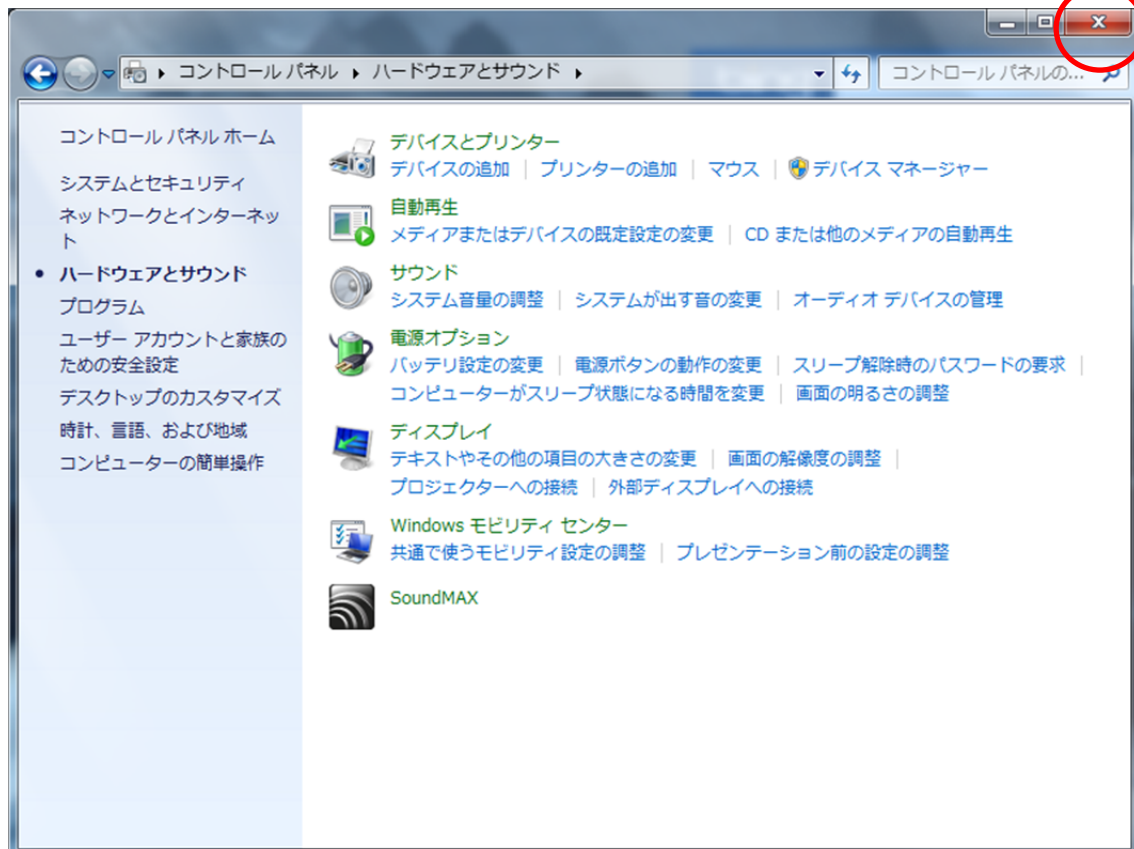 コントロール パネル ハードウェアとサウンド コントロール パネルの...
コントロール パネル ホーム
システムとセキュリティ
ネットワークとインターネッ
ト
ハードウェアとサウンド
プログラム
ユーザー アカウントと家族の
ための安全設定
デスクトップのカスタマイズ
時計、言語、および地域
コンピューターの簡単操作
デバイスとプリンター
デバイスの追加 | プリンターの追加 | マウス | デバイス マネージャー
自動再生
メディアまたはデバイスの既定設定の変更 | CD または他のメディアの自動再生
サウンド
システム音量の調整 | システムが出す音の変更 | オーディオ デバイスの管理
電源オプション
バッテリ設定の変更 | 電源ボタンの動作の変更 | スリープ解除時のパスワードの要求 |
コンピューターがスリープ状態になる時間を変更 | 画面の明るさの調整
ディスプレイ
テキストやその他の項目の大きさの変更 | 画面の解像度の調整 |
プロジェクターへの接続 | 外部ディスプレイへの接続
Windows モビリティ センター
共通で使うモビリティ設定の調整 | プレゼンテーション前の設定の調整
SoundMAX